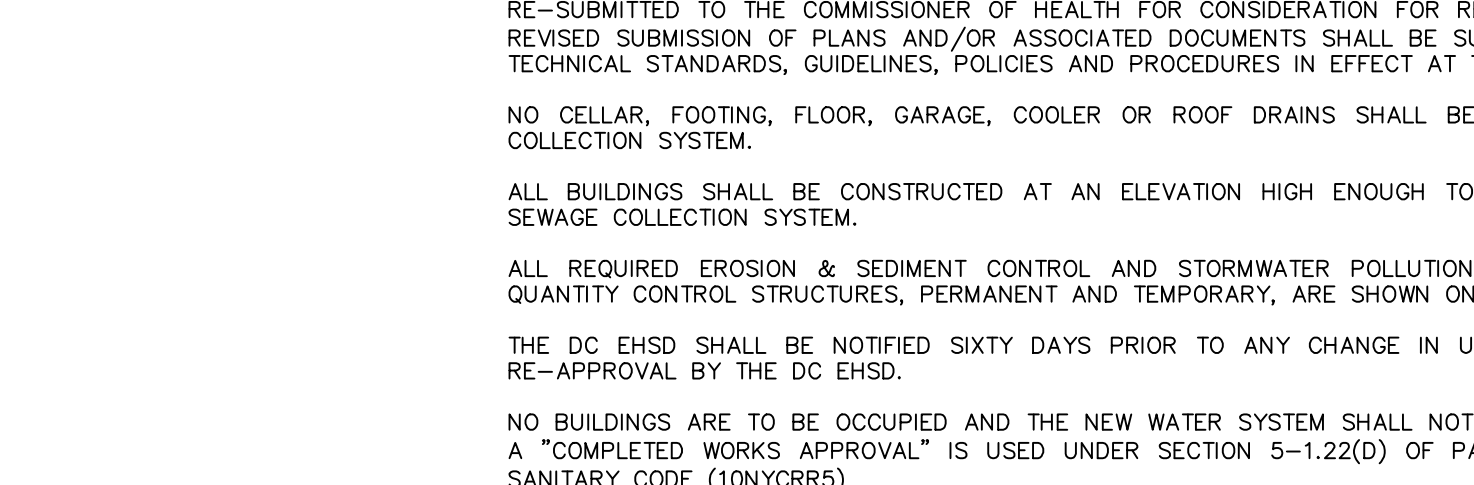 RE-SUBMITTED TO THE COMMISSIONER OF HEALTH FOR CONSIDERATION FOR
REVISED SUBMISSION OF PLANS AND/OR ASSOCIATED DOCUMENTS SHALL BE
TECHNICAL STANDARDS, GUIDELINES, POLICIES AND PROCEDURES IN EFFECT AT
NO CELLAR, FOOTING, FLOOR, GARAGE, COOLER OR ROOF DRAINS SHALL BE
COLLECTION SYSTEM.
ALL BUILDINGS SHALL BE CONSTRUCTED AT AN ELEVATION HIGH ENOUGH TO
SEWAGE COLLECTION SYSTEM.
ALL REQUIRED EROSION & SEDIMENT CONTROL AND STORMWATER POLLUTION
QUANTITY CONTROL STRUCTURES, PERMANENT AND TEMPORARY, ARE SHOWN ON
THE DC EHSD SHALL BE NOTIFIED SIXTY DAYS PRIOR TO ANY CHANGE IN
RE-APPROVAL BY THE DC EHSD.
NO BUILDINGS ARE TO BE OCCUPIED AND THE NEW WATER SYSTEM SHALL NOT
A "COMPLETED WORKS APPROVAL" IS USED UNDER SECTION 5-1.22(D) OF
SANITARY CODE (10NYCRR5)